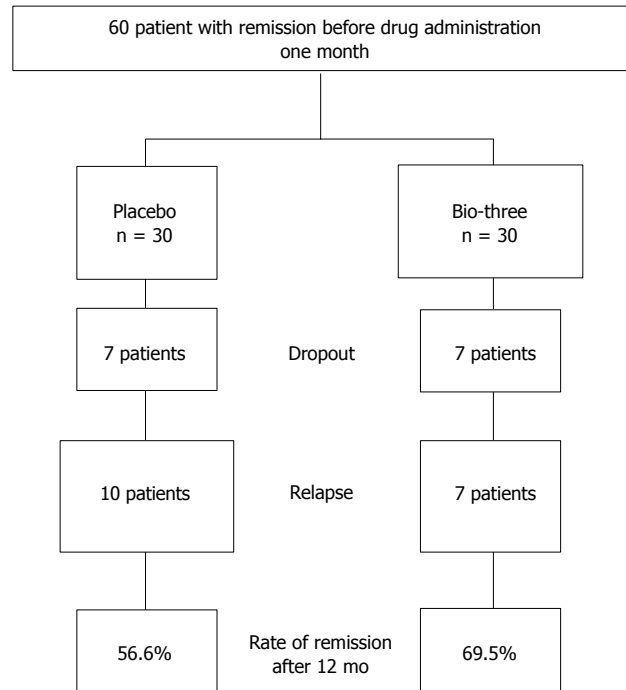 60 patient with remission before drug administration
one month
Placebo
n = 30
Bio-three
n = 30
7 patients
Dropout
7 patients
10 patients
Relapse
7 patients
56.6%
Rate of remission
after 12 mo
69.5%